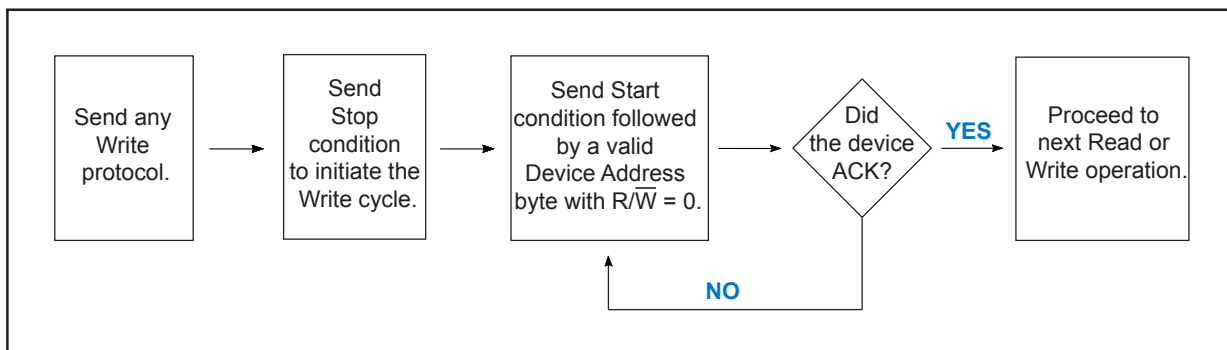 Send any
Write
protocol.
Send
Stop
condition
to initiate the
Write cycle.
Send Start
condition followed
by a valid
Device Address
byte with R/W̅ = 0.
Did
the device
ACK?
YES
Proceed to
next Read or
Write operation.
NO